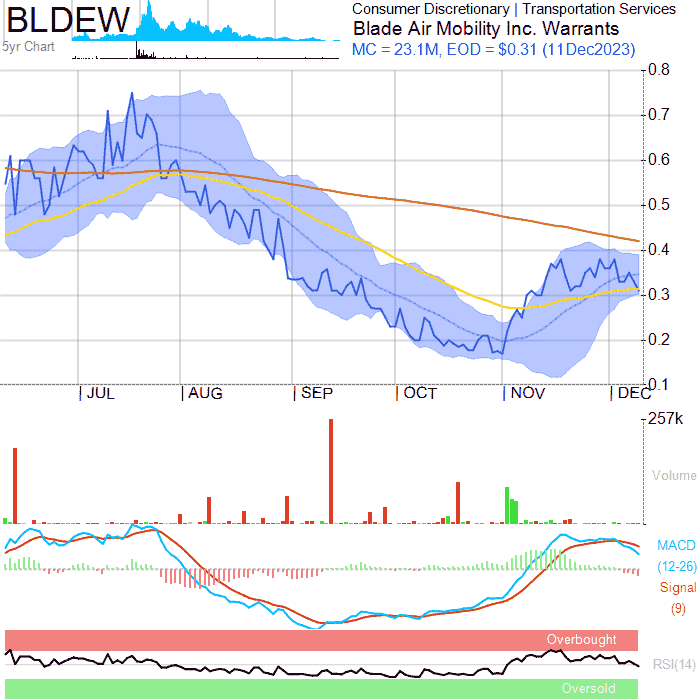 BLDEW
5yr Chart
Consumer Discretionary | Transportation Services
Blade Air Mobility Inc. Warrants
MC = 23.1M, EOD = $0.31 (11Dec2023)
0.8
0.7
0.6
0.5
0.4
0.3
0.2
0.1
JUL AUG SEP OCT NOV DEC
257k
Volume
MACD
(12-26)
Signal
(9)
Overbought
RSI(14)
Oversold